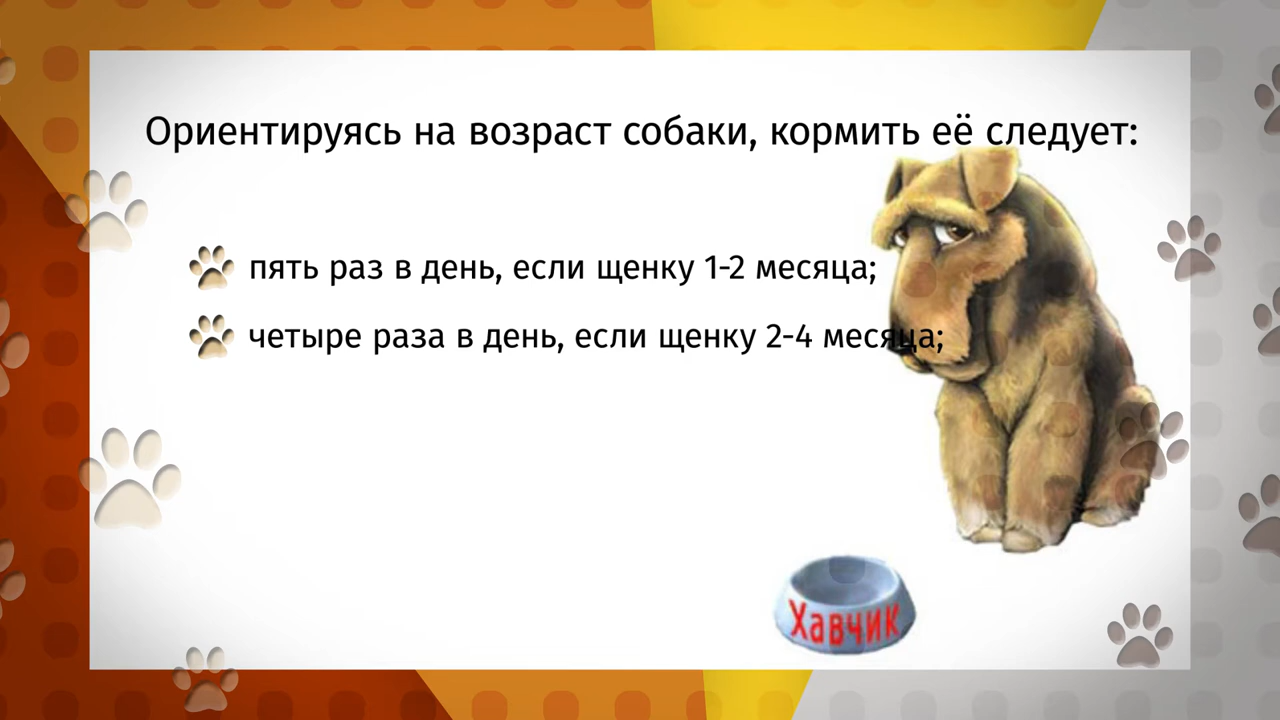 Ориентируясь на возраст собаки, кормить её следует:
пять раз в день, если щенку 1-2 месяца;
четыре раза в день, если щенку 2-4 месяца;
Хавчик